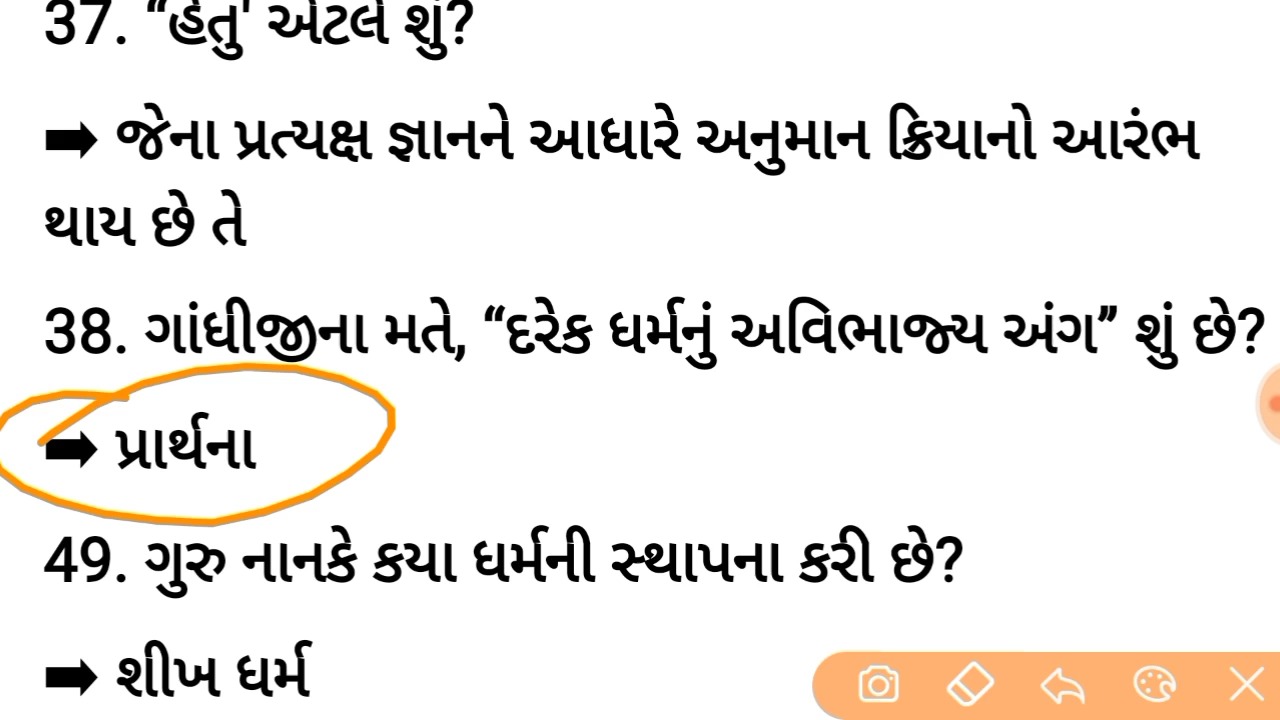 37. “હેતુ' એટલે શું?
➡ જેના પ્રત્યક્ષ જ્ઞાનને આધારે અનુમાન ક્રિયાનો આરંભ
થાય છે તે
38. ગાંધીજીના મતે, “દરેક ધર્મનું અવિભાજ્ય અંગ” શું છે?
➡ પ્રાર્થના
49. ગુરુ નાનકે કયા ધર્મની સ્થાપના કરી છે?
➡ શીખ ધર્મ